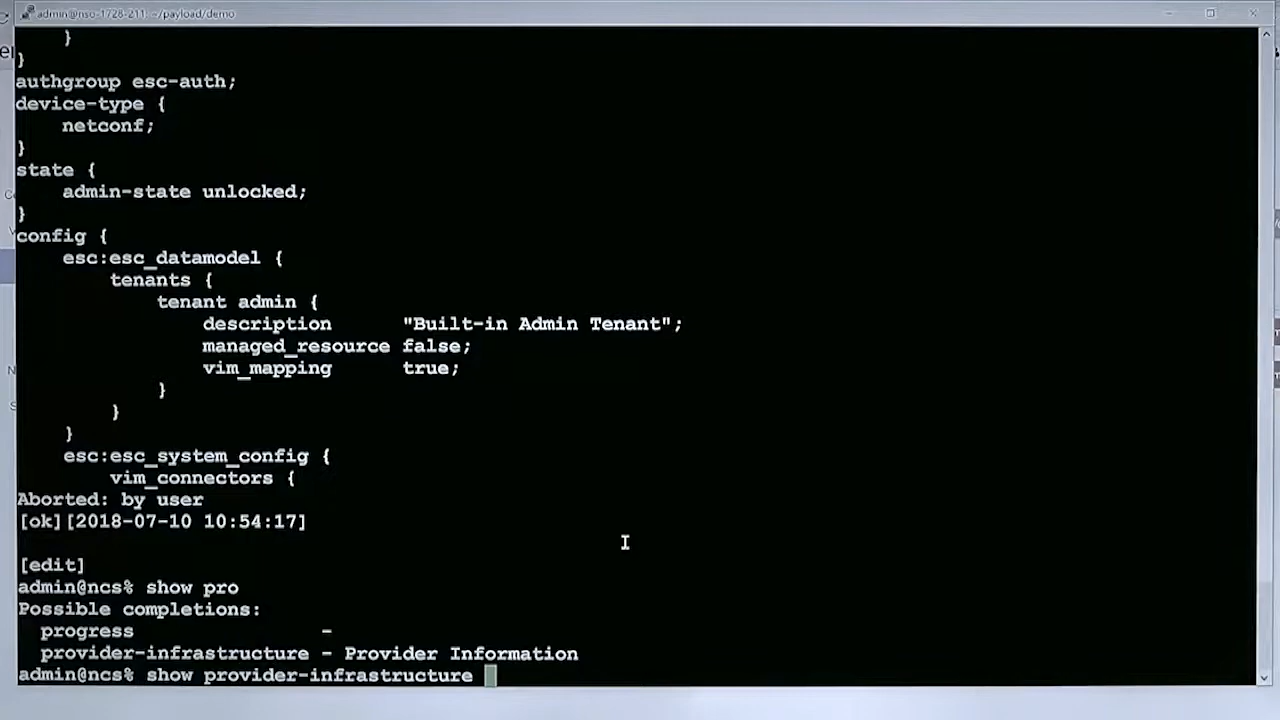 admin@nso-1728-211: ~/payload/demo
    }
}
authgroup esc-auth;
device-type {
    netconf;
}
state {
    admin-state unlocked;
}
config {
    esc:esc_datamodel {
        tenants {
            tenant admin {
                description      "Built-in Admin Tenant";
                managed_resource false;
                vim_mapping      true;
            }
        }
    }
    esc:esc_system_config {
        vim_connectors {
Aborted: by user
[ok][2018-07-10 10:54:17]
[edit]
admin@ncs% show pro
Possible completions:
  progress                -
  provider-infrastructure - Provider Information
admin@ncs% show provider-infrastructure